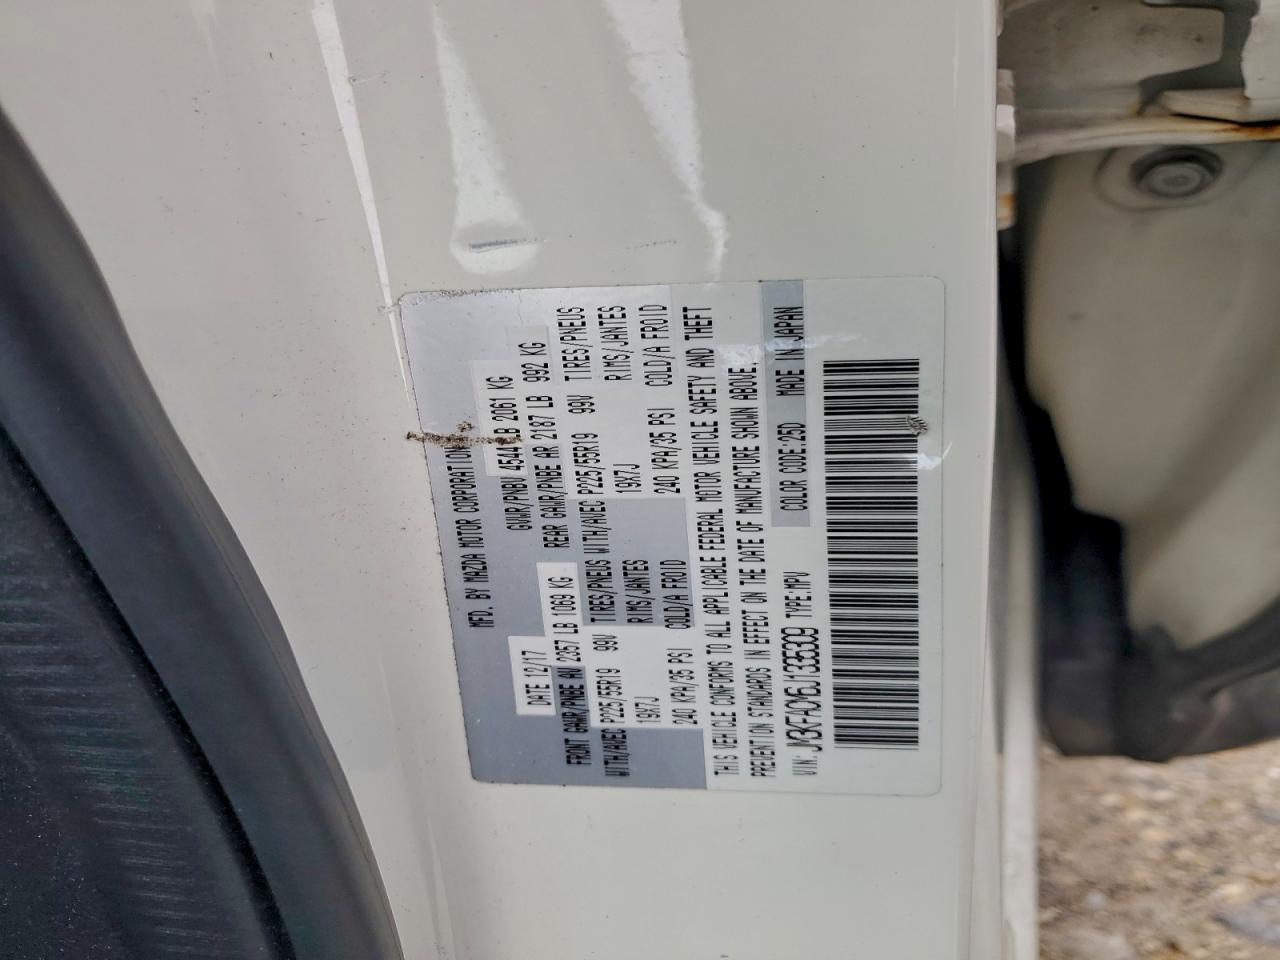 MFD. BY MAZDA MOTOR CORPORATION
DATE 12/17 GVWR/PNBV 4544 LB 2061 KG
FRONT GAWR/PNBE AV 2357 LB 1069 KG REAR GAWR/PNBE AR 2187 LB 992 KG
WITH/AVEC P225/55R19 99V TIRES/PNEUS WITH/AVEC P225/55R19 99V TIRES/PNEUS
19X7J RIMS/JANTES 19X7J RIMS/JANTES
240 KPA/35 PSI COLD/A FROID 240 KPA/35 PSI COLD/A FROID
THIS VEHICLE CONFORMS TO ALL APPLICABLE FEDERAL MOTOR VEHICLE SAFETY AND THEFT
PREVENTION STANDARDS IN EFFECT ON THE DATE OF MANUFACTURE SHOWN ABOVE.
VIN: JM3KFACM6J1335309 TYPE:MPV COLOR CODE:25D MADE IN JAPAN